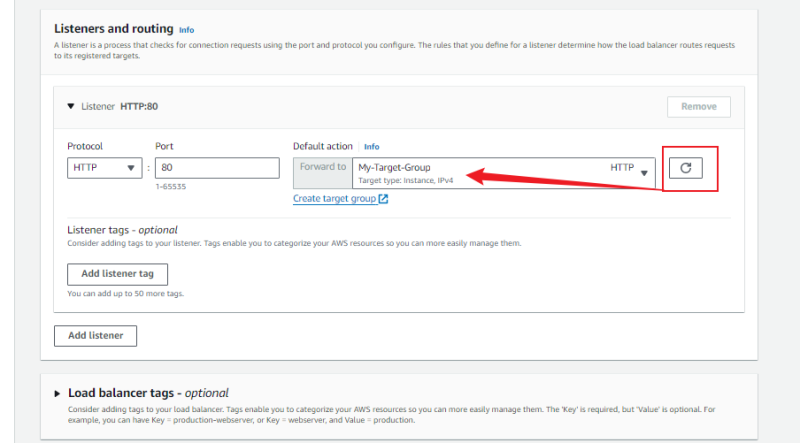 Listeners and routing Info
A listener is a process that checks for connection requests using the port and protocol you configure. The rules that you define for a listener determine how the load balancer routes requests
to its registered targets.
Listener HTTP:80
Remove
Protocol
Port
Default action
Info
HTTP
:
80
Forward to
My-Target-Group
Target type: Instance, IPv4
HTTP
1-65535
Create target group
Listener tags - optional
Consider adding tags to your listener. Tags enable you to categorize your AWS resources so you can more easily manage them.
Add listener tag
You can add up to 50 more tags.
Add listener
Load balancer tags - optional
Consider adding tags to your load balancer. Tags enable you to categorize your AWS resources so you can more easily manage them. The 'Key' is required, but 'Value' is optional. For
example, you can have Key = production-webserver, or Key = webserver, and Value = production.